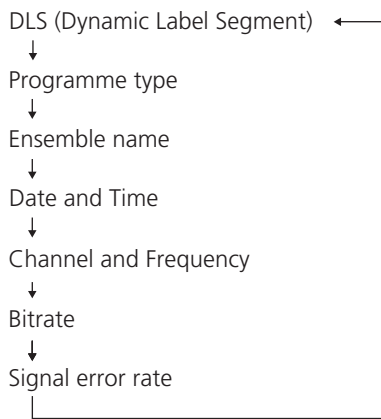 DLS (Dynamic Label Segment)
Programme type
Ensemble name
Date and Time
Channel and Frequency
Bitrate
Signal error rate